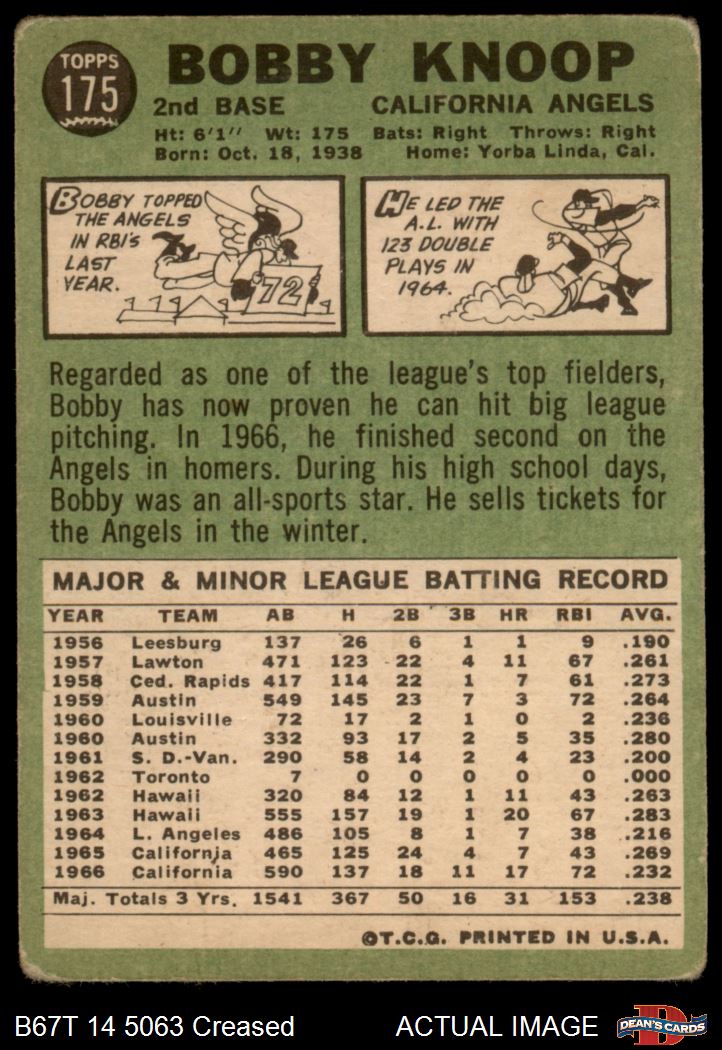 TOPPS
175
BOBBY KNOOP
2nd BASE CALIFORNIA ANGELS
Ht: 6'1" Wt: 175 Bats: Right Throws: Right
Born: Oct. 18, 1938 Home: Yorba Linda, Cal.
BOBBY TOPPED
THE ANGELS
IN RBI's
LAST
YEAR.
72
HE LED THE
A.L. WITH
123 DOUBLE
PLAYS IN
1964.
Regarded as one of the league's top fielders,
Bobby has now proven he can hit big league
pitching. In 1966, he finished second on the
Angels in homers. During his high school days,
Bobby was an all-sports star. He sells tickets for
the Angels in the winter.
MAJOR & MINOR LEAGUE BATTING RECORD
YEAR TEAM AB H 2B 3B HR RBI AVG.
1956 Leesburg 137 26 6 1 1 9 .190
1957 Lawton 471 123 22 4 11 67 .261
1958 Ced. Rapids 417 114 22 1 7 61 .273
1959 Austin 549 145 23 7 3 72 .264
1960 Louisville 72 17 2 1 0 2 .236
1960 Austin 332 93 17 2 5 35 .280
1961 S. D.-Van. 290 58 14 2 4 23 .200
1962 Toronto 7 0 0 0 0 0 .000
1962 Hawaii 320 84 12 1 11 43 .263
1963 Hawaii 555 157 19 1 20 67 .283
1964 L. Angeles 486 105 8 1 7 38 .216
1965 California 465 125 24 4 7 43 .269
1966 California 590 137 18 11 17 72 .232
Maj. Totals 3 Yrs. 1541 367 50 16 31 153 .238
©T.C.G. PRINTED IN U.S.A.
B67T 14 5063 Creased ACTUAL IMAGE
D
DEAN'S CARDS